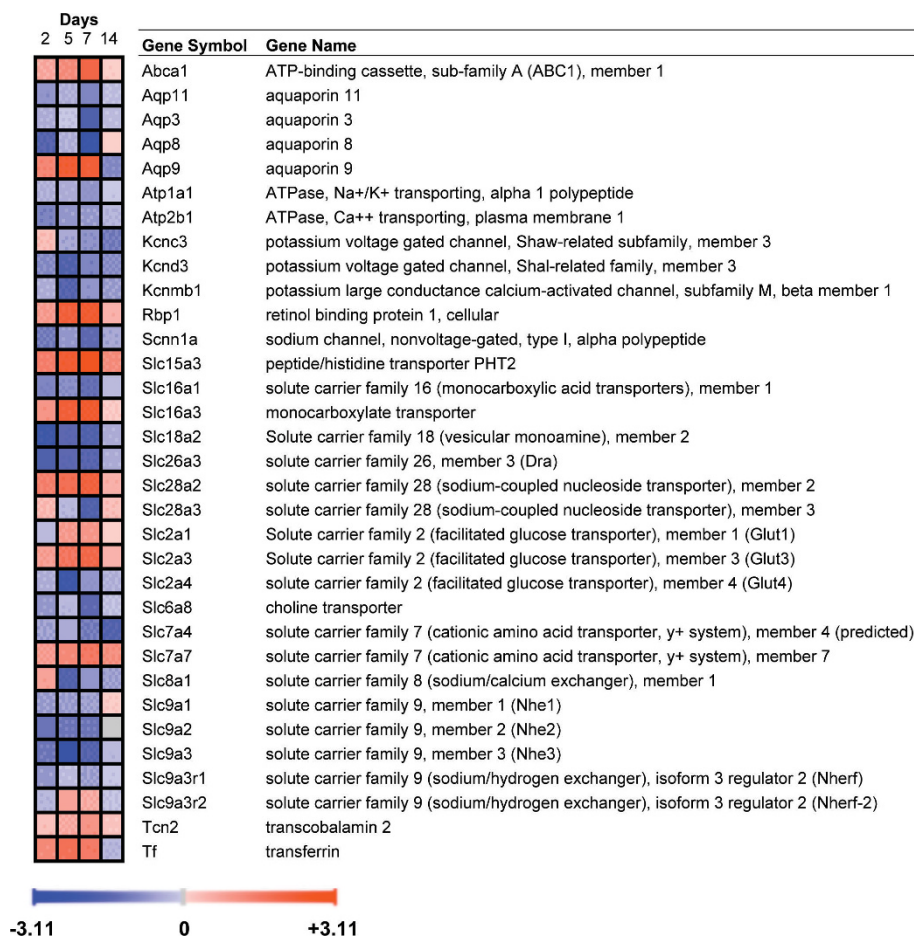 Days
2 5 7 14
Gene Symbol Gene Name
Abca1 ATP-binding cassette, sub-family A (ABC1), member 1
Aqp11 aquaporin 11
Aqp3 aquaporin 3
Aqp8 aquaporin 8
Aqp9 aquaporin 9
Atp1a1 ATPase, Na+/K+ transporting, alpha 1 polypeptide
Atp2b1 ATPase, Ca++ transporting, plasma membrane 1
Kcnc3 potassium voltage gated channel, Shaw-related subfamily, member 3
Kcnd3 potassium voltage gated channel, Shal-related family, member 3
Kcnmb1 potassium large conductance calcium-activated channel, subfamily M, beta member 1
Rbp1 retinol binding protein 1, cellular
Scnn1a sodium channel, nonvoltage-gated, type I, alpha polypeptide
Slc15a3 peptide/histidine transporter PHT2
Slc16a1 solute carrier family 16 (monocarboxylic acid transporters), member 1
Slc16a3 monocarboxylate transporter
Slc18a2 Solute carrier family 18 (vesicular monoamine), member 2
Slc26a3 solute carrier family 26, member 3 (Dra)
Slc28a2 solute carrier family 28 (sodium-coupled nucleoside transporter), member 2
Slc28a3 solute carrier family 28 (sodium-coupled nucleoside transporter), member 3
Slc2a1 Solute carrier family 2 (facilitated glucose transporter), member 1 (Glut1)
Slc2a3 Solute carrier family 2 (facilitated glucose transporter), member 3 (Glut3)
Slc2a4 solute carrier family 2 (facilitated glucose transporter), member 4 (Glut4)
Slc6a8 choline transporter
Slc7a4 solute carrier family 7 (cationic amino acid transporter, y+ system), member 4 (predicted)
Slc7a7 solute carrier family 7 (cationic amino acid transporter, y+ system), member 7
Slc8a1 solute carrier family 8 (sodium/calcium exchanger), member 1
Slc9a1 solute carrier family 9, member 1 (Nhe1)
Slc9a2 solute carrier family 9, member 2 (Nhe2)
Slc9a3 solute carrier family 9, member 3 (Nhe3)
Slc9a3r1 solute carrier family 9 (sodium/hydrogen exchanger), isoform 3 regulator 2 (Nherf)
Slc9a3r2 solute carrier family 9 (sodium/hydrogen exchanger), isoform 3 regulator 2 (Nherf-2)
Tcn2 transcobalamin 2
Tf transferrin
-3.11 0 +3.11